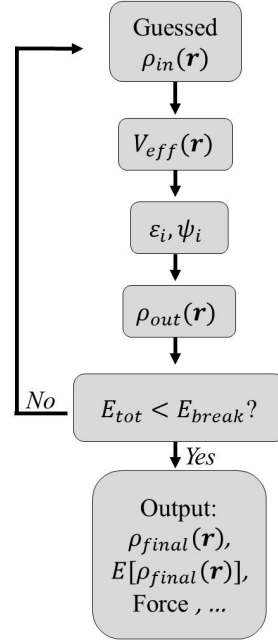 Guessed
ρ_in(r)
V_eff(r)
ε_i, ψ_i
ρ_out(r)
No
E_tot < E_break?
Yes
Output:
ρ_final(r),
E[ρ_final(r)],
Force , ...